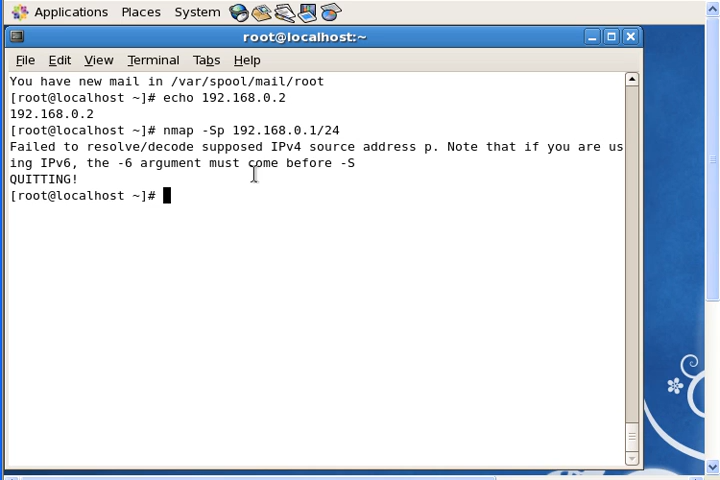 Applications Places System
root@localhost:~
File Edit View Terminal Tabs Help
You have new mail in /var/spool/mail/root
[root@localhost ~]# echo 192.168.0.2
192.168.0.2
[root@localhost ~]# nmap -Sp 192.168.0.1/24
Failed to resolve/decode supposed IPv4 source address p. Note that if you are us
ing IPv6, the -6 argument must come before -S
QUITTING!
[root@localhost ~]#